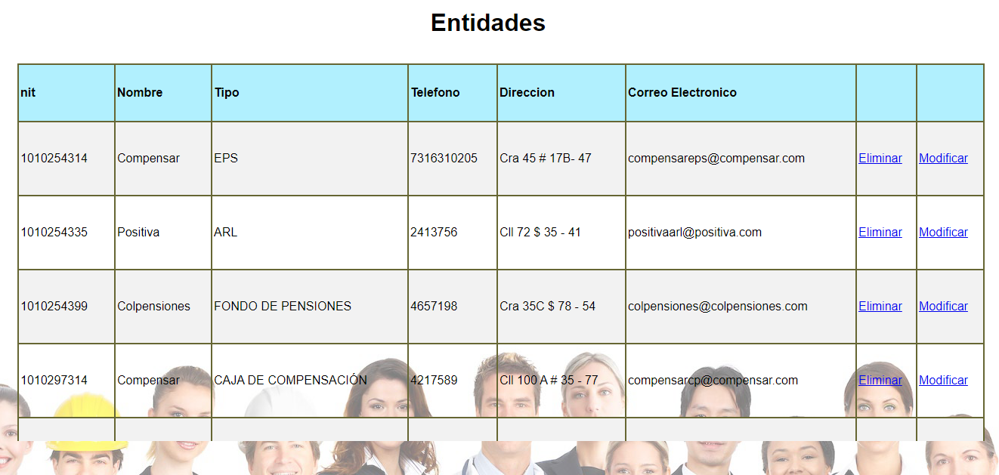 Entidades
nit Nombre Tipo Telefono Direccion Correo Electronico
1010254314 Compensar EPS 7316310205 Cra 45 # 17B- 47 compensareps@compensar.com Eliminar Modificar
1010254335 Positiva ARL 2413756 Cll 72 $ 35 - 41 positivaarl@positiva.com Eliminar Modificar
1010254399 Colpensiones FONDO DE PENSIONES 4657198 Cra 35C $ 78 - 54 colpensiones@colpensiones.com Eliminar Modificar
1010297314 Compensar CAJA DE COMPENSACIÓN 4217589 Cll 100 A # 35 - 77 compensarcp@compensar.com Eliminar Modificar